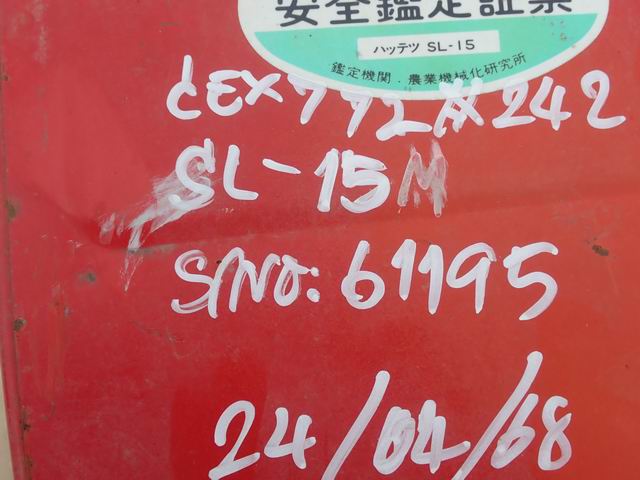 安全鑑定証票
ハッテツ SL-15
鑑定機関．農業機械化研究所
SL-15M
S/NO: 61195
24/04/68